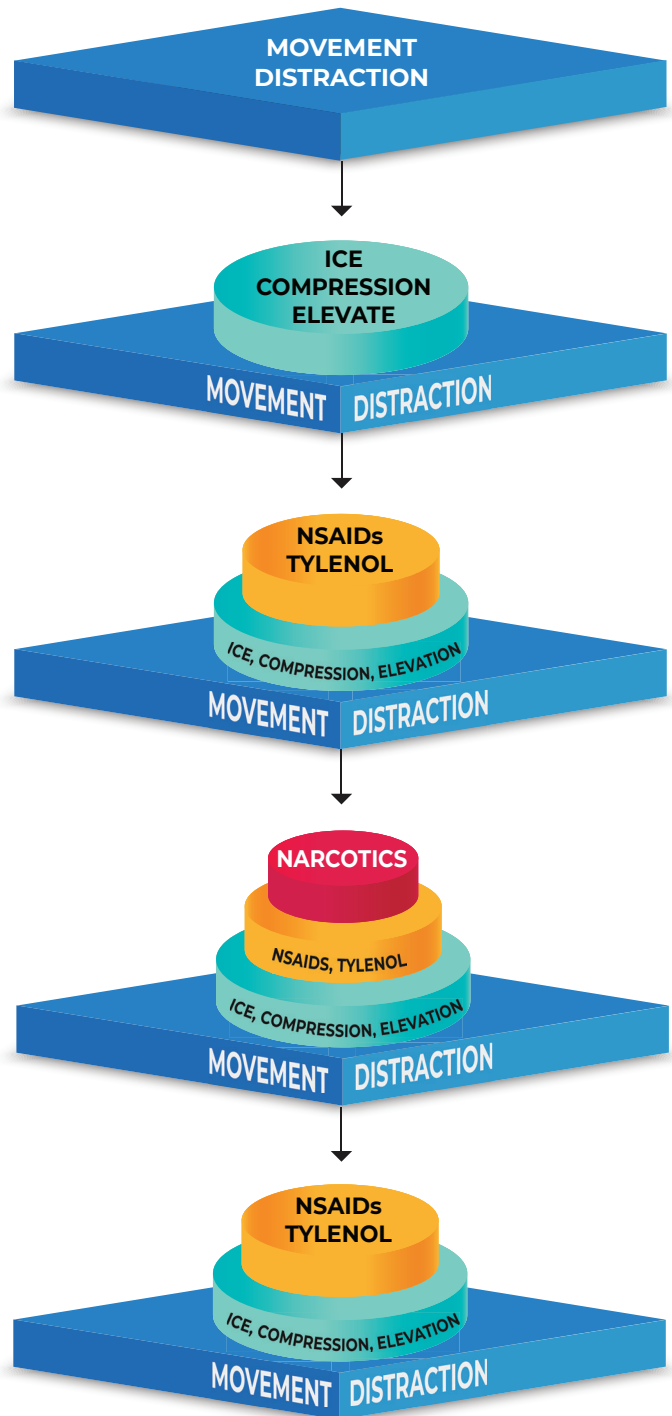 MOVEMENT
DISTRACTION
ICE
COMPRESSION
ELEVATE
MOVEMENT DISTRACTION
NSAIDs
TYLENOL
ICE, COMPRESSION, ELEVATION
MOVEMENT DISTRACTION
NARCOTICS
NSAIDS, TYLENOL
ICE, COMPRESSION, ELEVATION
MOVEMENT DISTRACTION
NSAIDs
TYLENOL
ICE, COMPRESSION, ELEVATION
MOVEMENT DISTRACTION